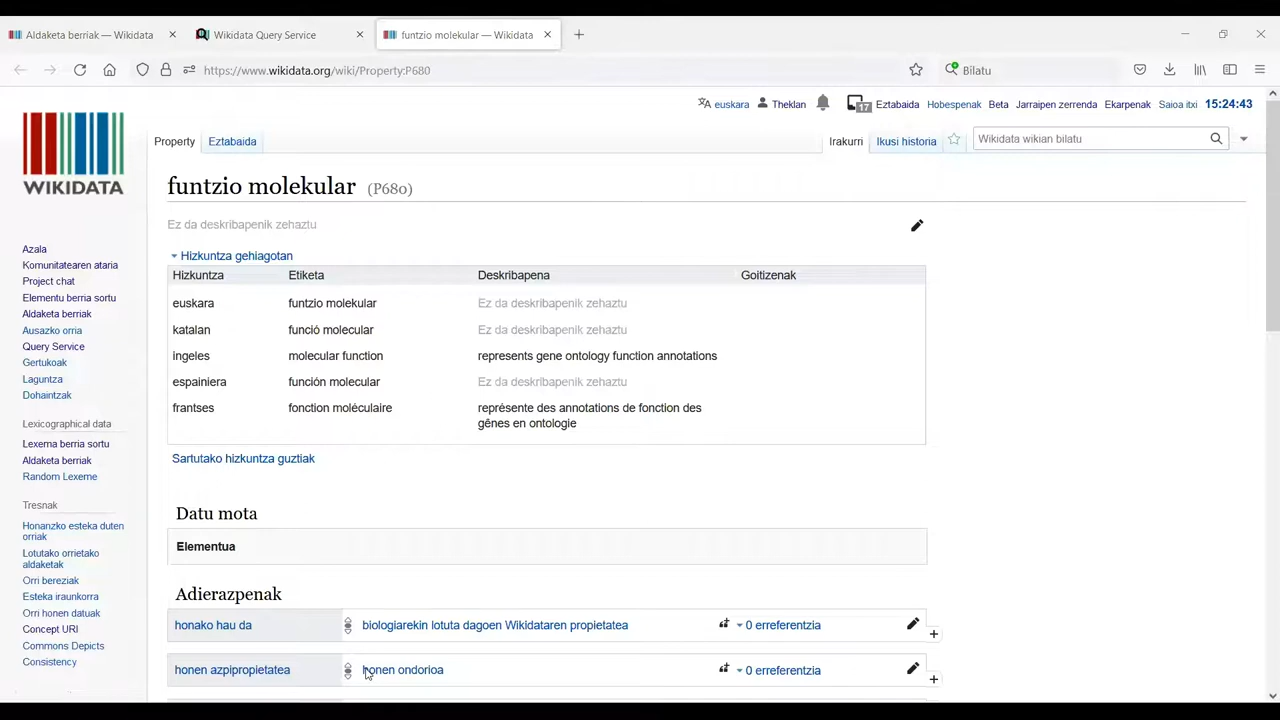 Aldaketa berriak — Wikidata
Wikidata Query Service
funtzio molekular — Wikidata
https://www.wikidata.org/wiki/Property:P680
Bilatu
euskara Theklan 17 Eztabaida Hobespenak Beta Jarraipen zerrenda Ekarpenak Saioa itxi 15:24:43
Property Eztabaida Irakurri Ikusi historia Wikidata wikian bilatu
WIKIDATA
funtzio molekular (P680)
Ez da deskribapenik zehaztu
Hizkuntza gehiagotan
Hizkuntza Etiketa Deskribapena Goitizenak
euskara funtzio molekular Ez da deskribapenik zehaztu
katalan funció molecular Ez da deskribapenik zehaztu
ingeles molecular function represents gene ontology function annotations
espainiera función molecular Ez da deskribapenik zehaztu
frantses fonction moléculaire représente des annotations de fonction des
gênes en ontologie
Sartutako hizkuntza guztiak
Datu mota
Elementua
Adierazpenak
honako hau da biologiarekin lotuta dagoen Wikidataren propietatea 0 erreferentzia
honen azpipropietatea honen ondorioa 0 erreferentzia
Azala
Komunitatearen ataria
Project chat
Elementu berria sortu
Aldaketa berriak
Ausazko orria
Query Service
Gertukoak
Laguntza
Dohaintzak
Lexicographical data
Lexema berria sortu
Aldaketa berriak
Random Lexeme
Tresnak
Honanzko esteka duten
orriak
Lotutako orrietako
aldaketak
Orri bereziak
Esteka iraunkorra
Orri honen datuak
Concept URI
Commons Depicts
Consistency